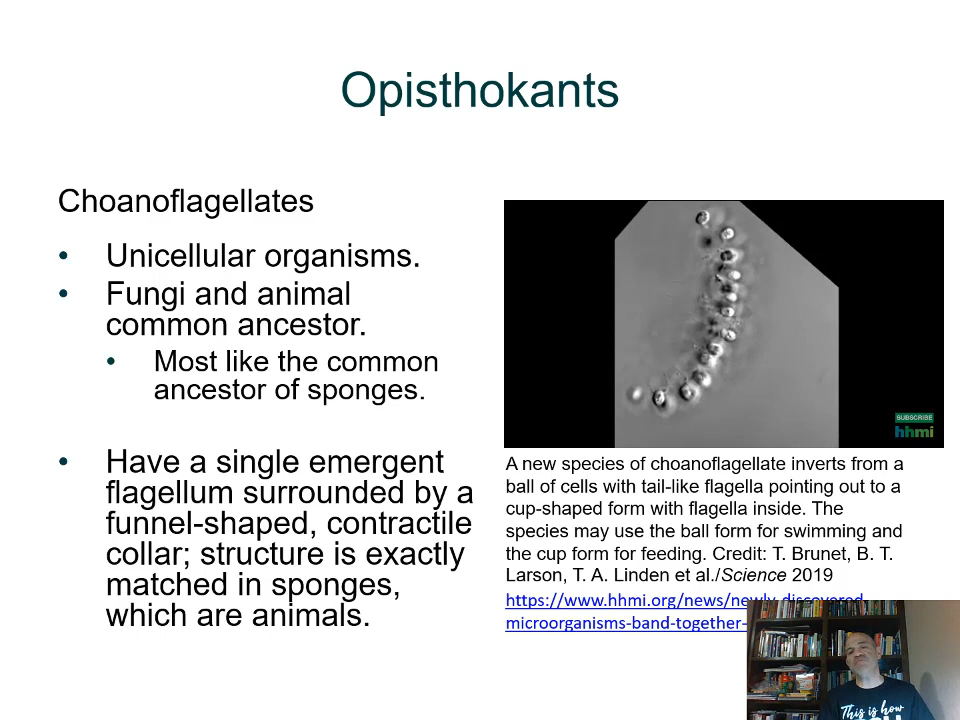 Opisthokants
Choanoflagellates
• Unicellular organisms.
• Fungi and animal
common ancestor.
• Most like the common
ancestor of sponges.
• Have a single emergent
flagellum surrounded by a
funnel-shaped, contractile
collar; structure is exactly
matched in sponges,
which are animals.
SUBSCRIBE
hhmi
A new species of choanoflagellate inverts from a
ball of cells with tail-like flagella pointing out to a
cup-shaped form with flagella inside. The
species may use the ball form for swimming and
the cup form for feeding. Credit: T. Brunet, B. T.
Larson, T. A. Linden et al./Science 2019
https://www.hhmi.org/news/newly-discovered-
microorganisms-band-together-
This is how